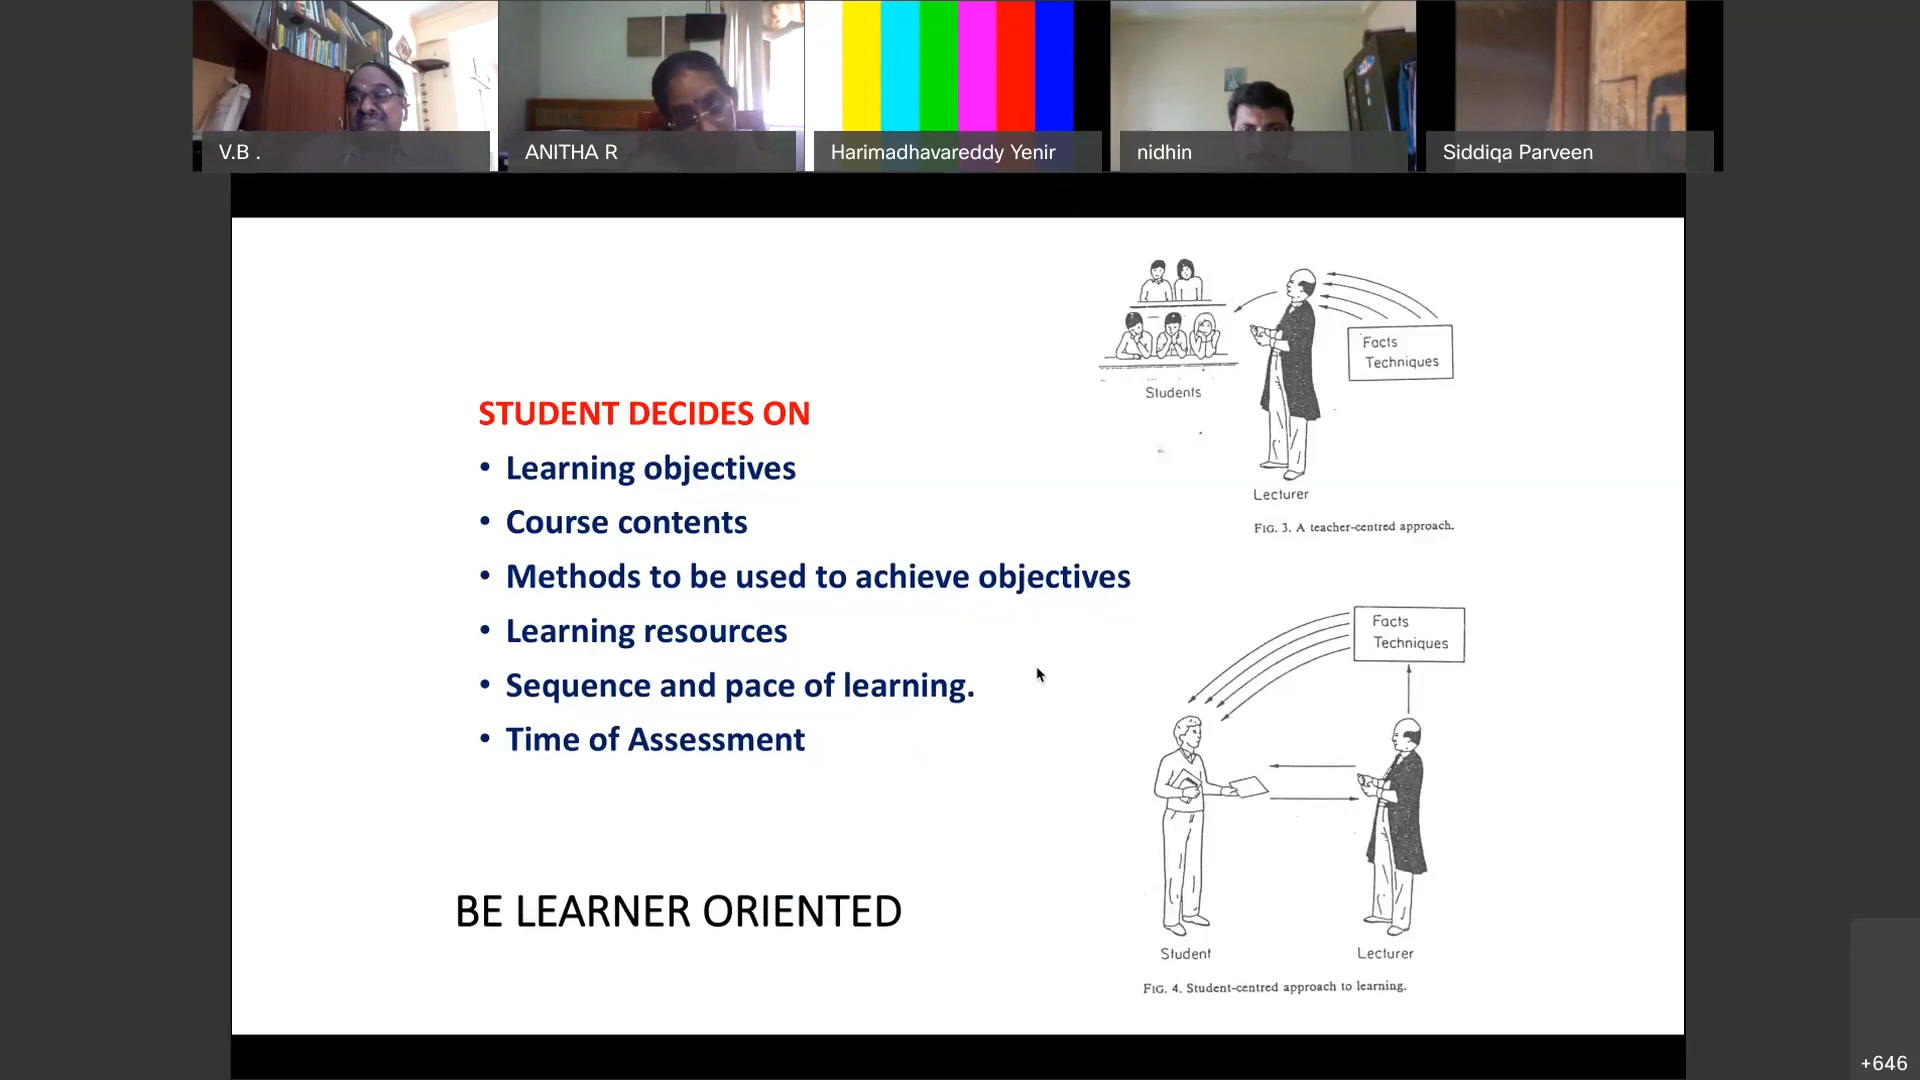 V.B .
ANITHA R
Harimadhavareddy Yenir
nidhin
Siddiqa Parveen
STUDENT DECIDES ON
• Learning objectives
• Course contents
• Methods to be used to achieve objectives
• Learning resources
• Sequence and pace of learning.
• Time of Assessment
BE LEARNER ORIENTED
Facts
Techniques
Students
Lecturer
FIG. 3. A teacher-centred approach.
Facts
Techniques
Student
Lecturer
FIG. 4. Student-centred approach to learning.
+646